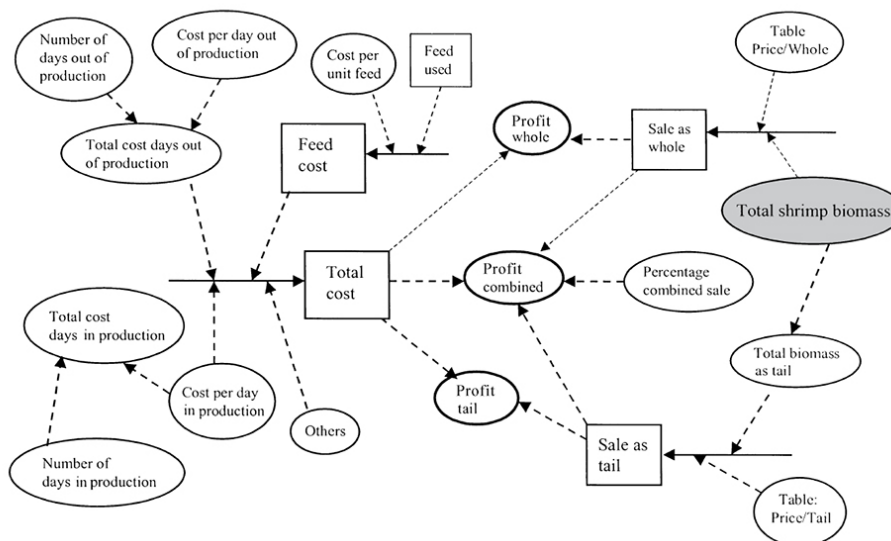 Number of
days out of
production
Cost per day out
of production
Cost per
unit feed
Feed
used
Table
Price/Whole
Total cost days out
of production
Feed
cost
Profit
whole
Sale as
whole
Total shrimp biomass
Total
cost
Profit
combined
Percentage
combined sale
Total cost
days in production
Total biomass
as tail
Cost per day
in production
Profit
tail
Others
Sale as
tail
Number of
days in production
Table:
Price/Tail